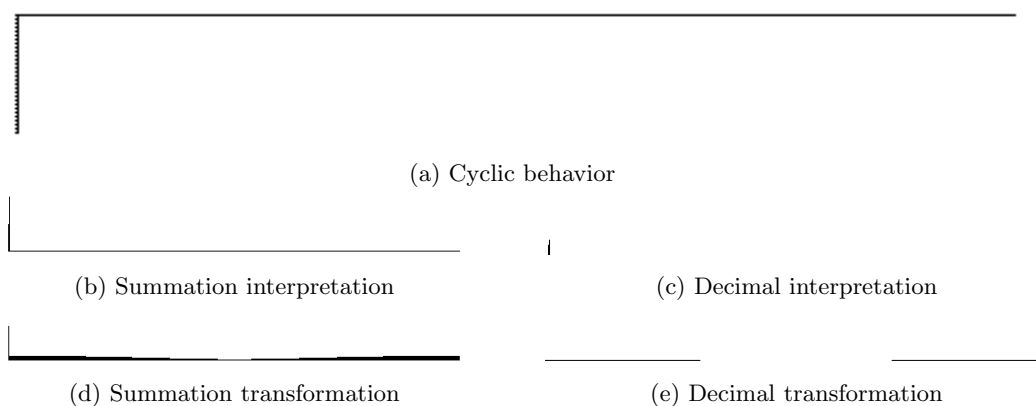 (a) Cyclic behavior
(b) Summation interpretation
(c) Decimal interpretation
(d) Summation transformation
(e) Decimal transformation